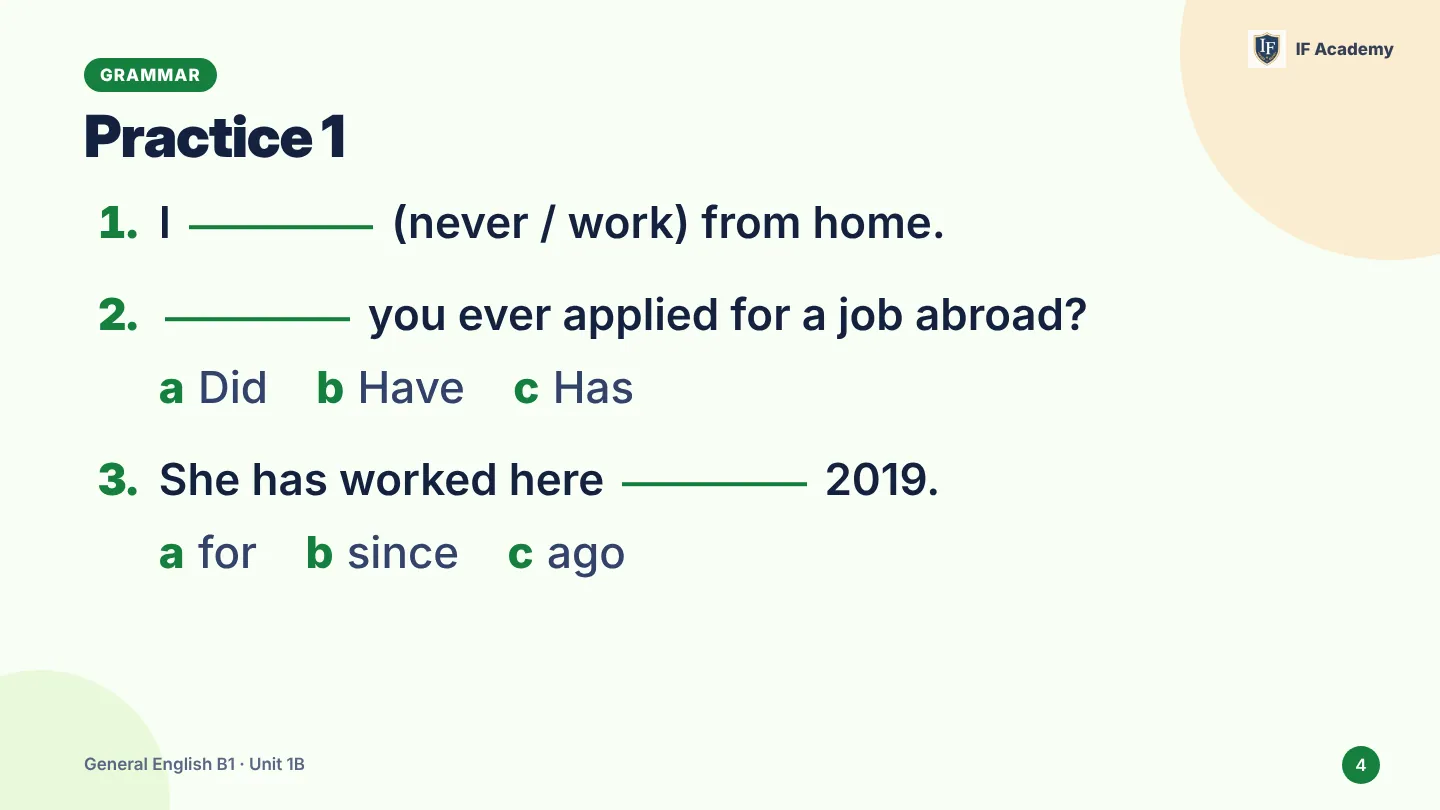 IF Academy
GRAMMAR
Practice 1
1. I ________ (never / work) from home.
2. ________ you ever applied for a job abroad?
a Did b Have c Has
3. She has worked here ________ 2019.
a for b since c ago
General English B1 · Unit 1B
4